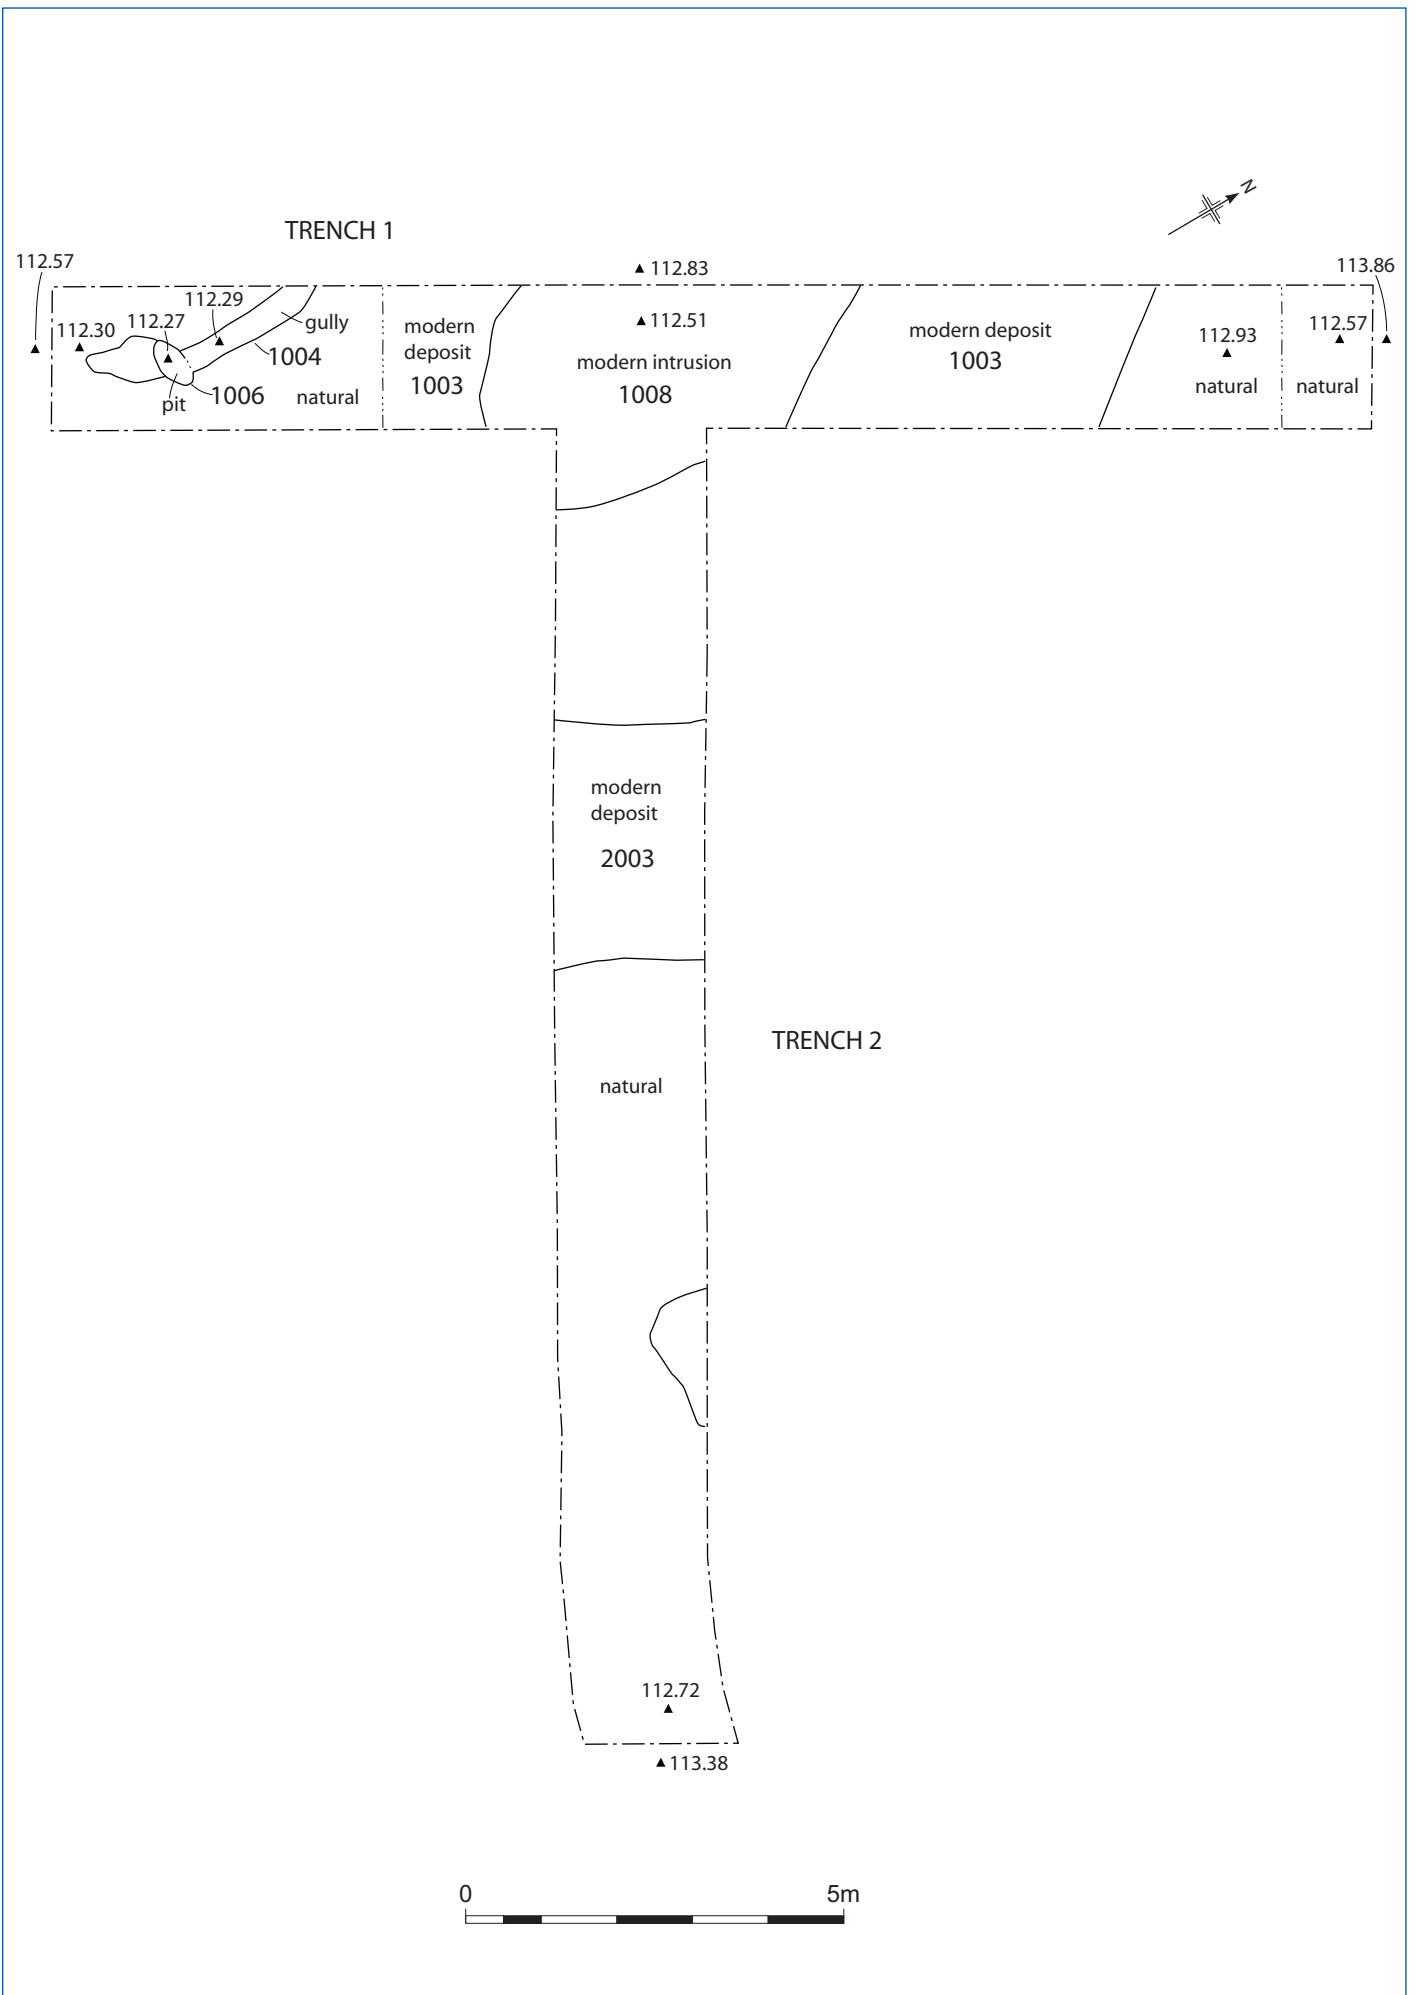 N
TRENCH 1
112.57
112.83
113.86
112.29
112.30
112.27
gully
1004
1006
pit
natural
modern
deposit
1003
112.51
modern intrusion
1008
modern deposit
1003
112.93
natural
112.57
natural
modern
deposit
2003
TRENCH 2
natural
112.72
113.38
0
5m